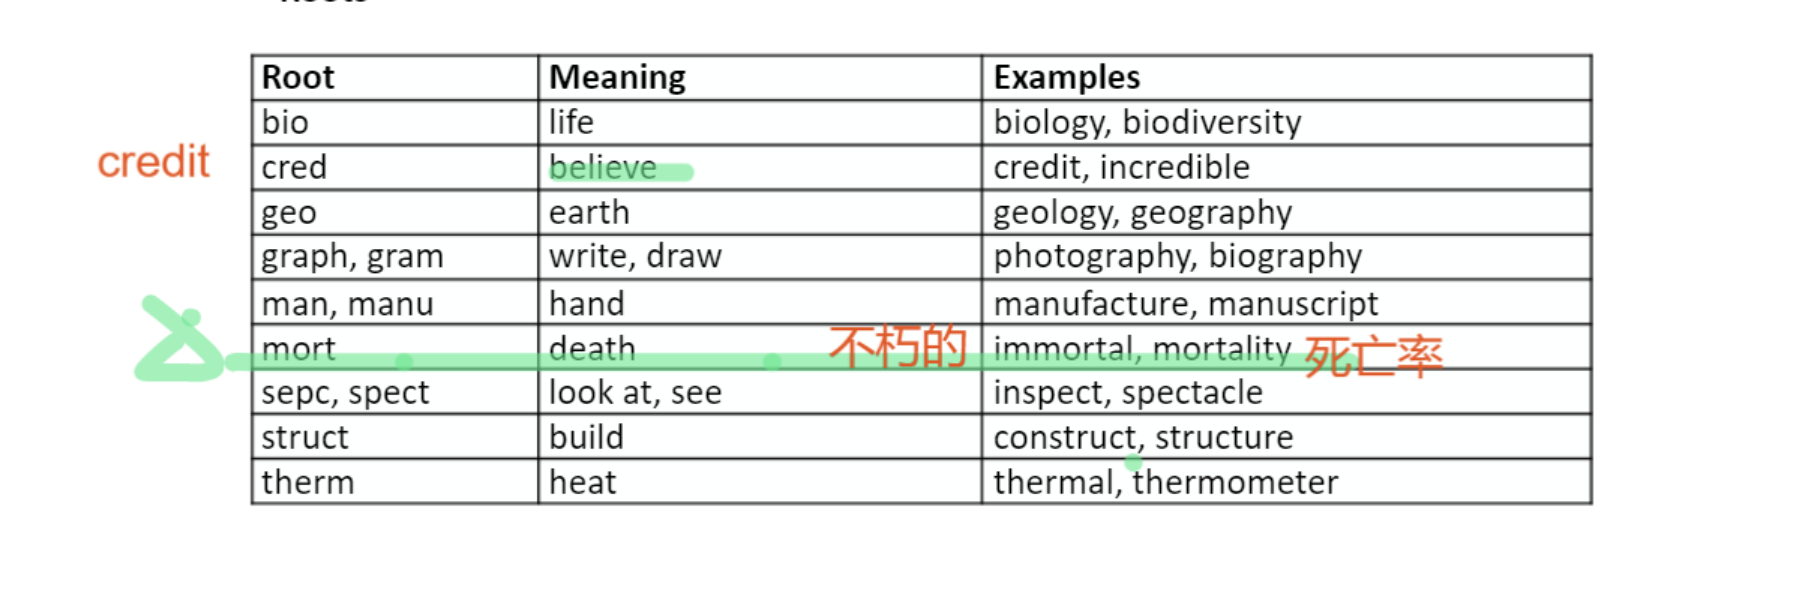 Roots
Root Meaning Examples
bio life biology, biodiversity
credit cred believe credit, incredible
geo earth geology, geography
graph, gram write, draw photography, biography
man, manu hand manufacture, manuscript
mort death 不朽的 immortal, mortality 死亡率
sepc, spect look at, see inspect, spectacle
struct build construct, structure
therm heat thermal, thermometer